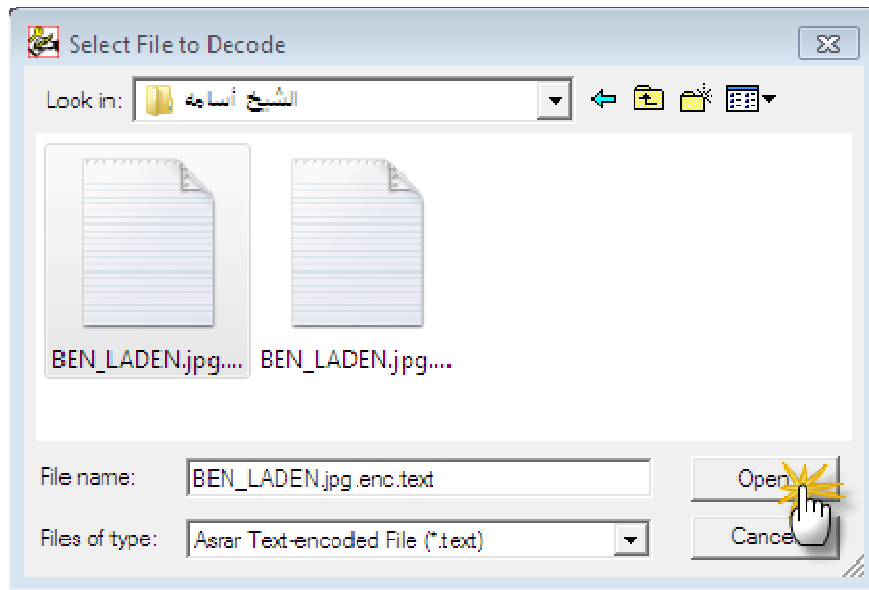 Select File to Decode
Look in: الشيخ أسامة
BEN_LADEN.jpg....
BEN_LADEN.jpg....
File name: BEN_LADEN.jpg.enc.text
Open
Files of type: Asrar Text-encoded File (*.text)
Cancel